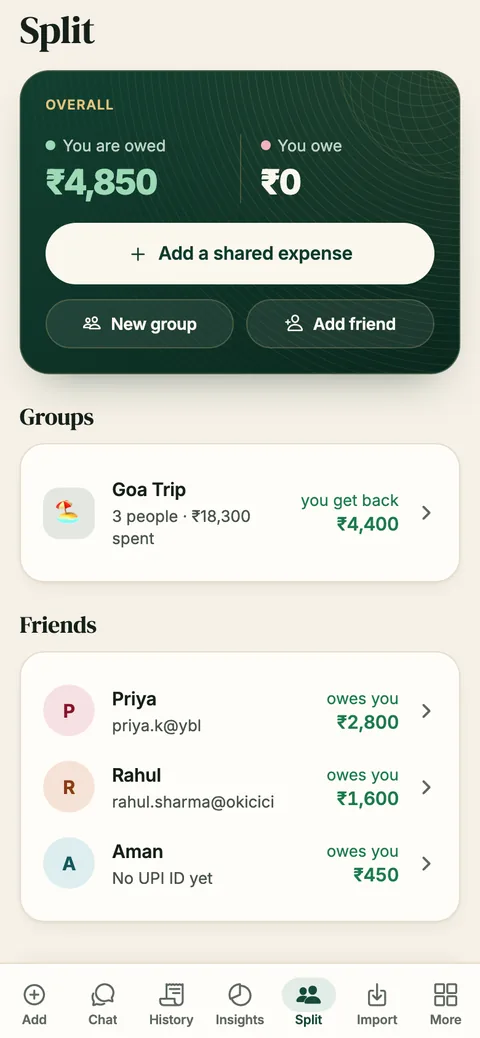 Split
OVERALL
You are owed
₹4,850
You owe
₹0
+ Add a shared expense
New group
Add friend
Groups
Goa Trip
3 people · ₹18,300
spent
you get back
₹4,400
Friends
P
Priya
priya.k@ybl
owes you
₹2,800
R
Rahul
rahul.sharma@okicici
owes you
₹1,600
A
Aman
No UPI ID yet
owes you
₹450
Add
Chat
History
Insights
Split
Import
More